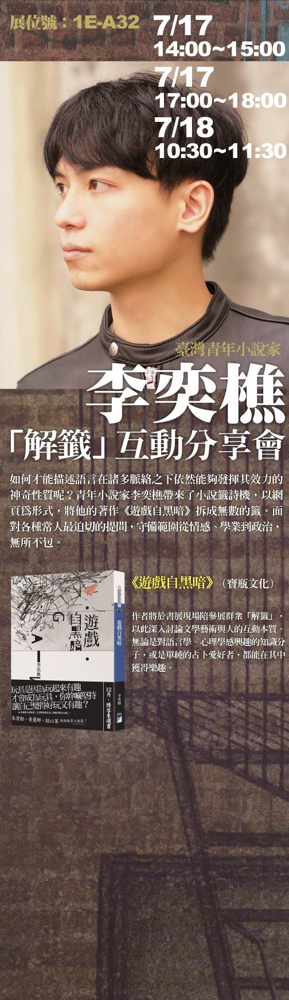 展位號：1E-A32
7/17
14:00~15:00
7/17
17:00~18:00
7/18
10:30~11:30
臺灣青年小說家
李奕樵
「解籤」互動分享會
如何才能描述語言在諸多脈絡之下依然能夠發揮其效力的
神奇性質呢？青年小說家李奕樵帶來了小說籤詩機，以網
頁為形式，將他的著作《遊戲自黑暗》拆成無數的籤。面
對各種常人最迫切的提問，守備範圍從情感、學業到政治，
無所不包。
《遊戲自黑暗》（寶瓶文化）
作者將於書展現場陪參展群眾「解籤」，
以此深入討論文學藝術與人的互動本質。
無論是對語言學、心理學感興趣的知識分
子，或是單純的占卜愛好者，都能在其中
獲得樂趣。
遊戲
自黑暗
G
A
李奕樵
Island
275
遊戲自黑暗
李奕樵
玩具是因為玩起來有趣
才會成為玩具，你幹嘛堅持
讓自己變得好玩又有趣？
朱宥勳、黃麗群、駱以軍 熱辣辣專文推薦！
12月．博客來選書